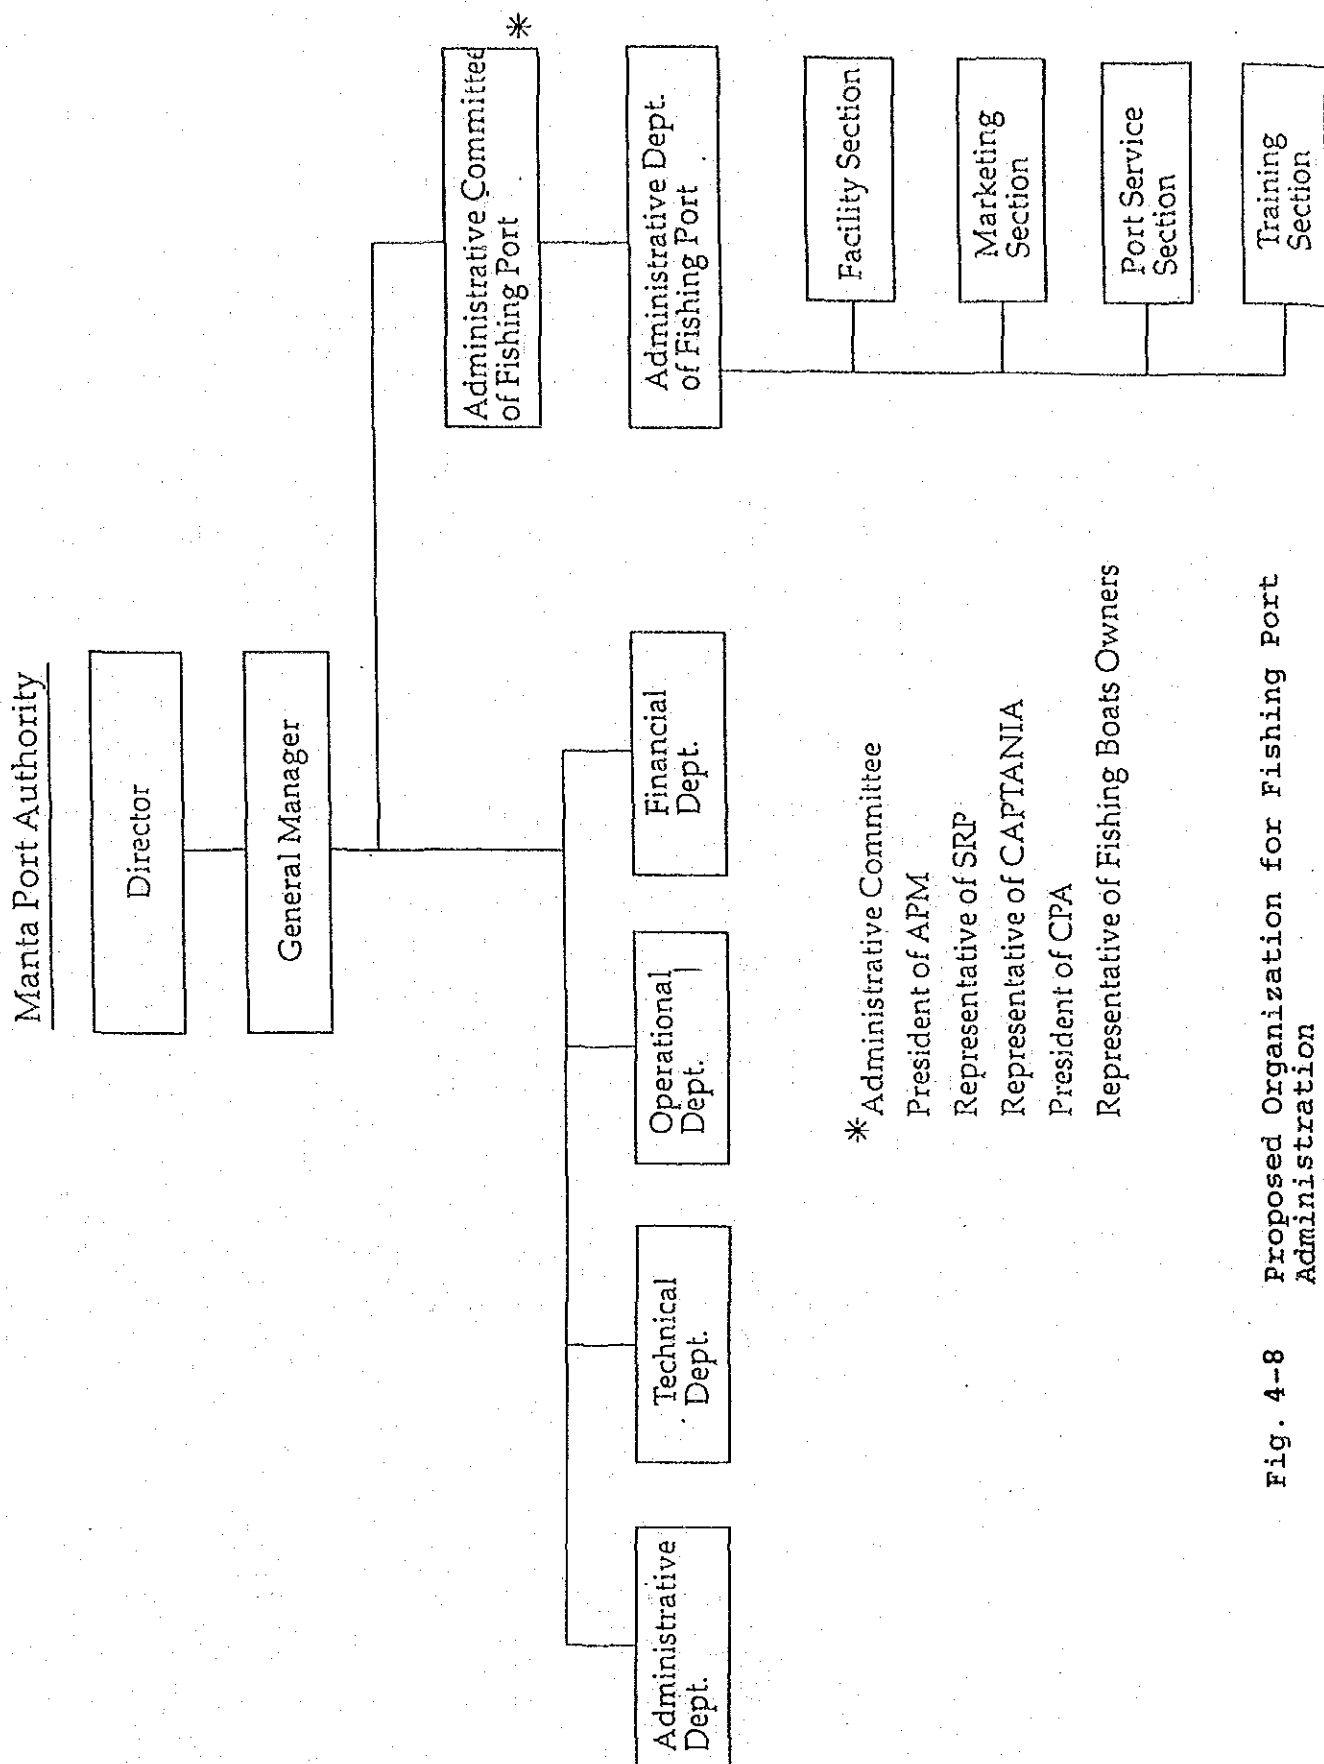 Manta Port Authority
Director
General Manager
Administrative Committee
of Fishing Port
*
Administrative Dept.
Technical
Dept.
Operational
Dept.
Financial
Dept.
Administrative Dept.
of Fishing Port
Facility Section
Marketing
Section
Port Service
Section
Training
Section
* Administrative Committee
President of APM
Representative of SRP
Representative of CAPTANIA
President of CPA
Representative of Fishing Boats Owners
Fig. 4-8 Proposed Organization for Fishing Port
Administration